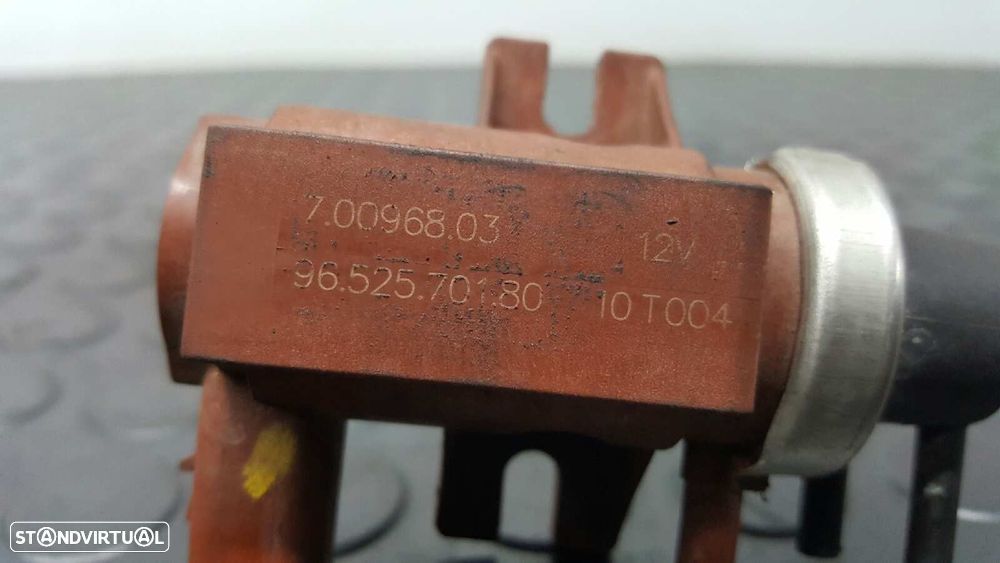 7.00968.03 12V
96.525.701.80 10 T004
STANDVIRTUAL